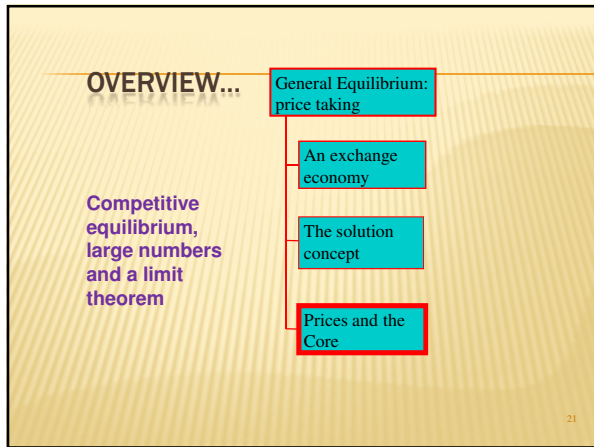 OVERVIEW...
General Equilibrium:
price taking
An exchange
economy
Competitive
equilibrium,
large numbers
and a limit
theorem
The solution
concept
Prices and the
Core
21